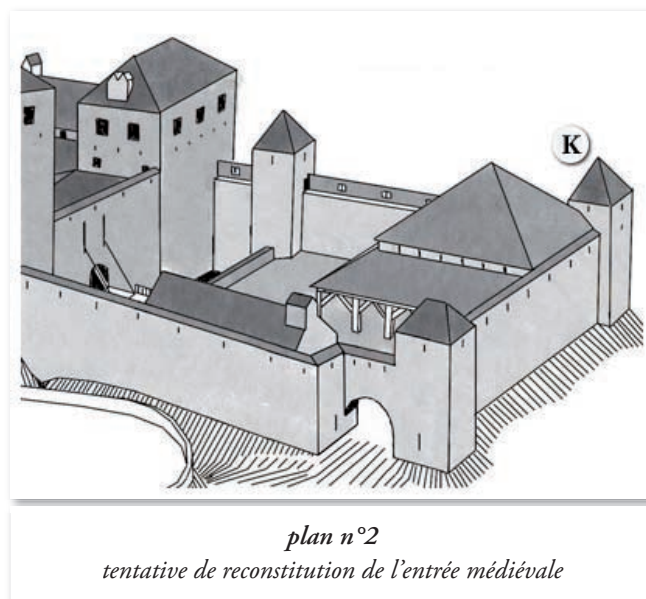 K
plan n°2
tentative de reconstitution de l’entrée médiévale